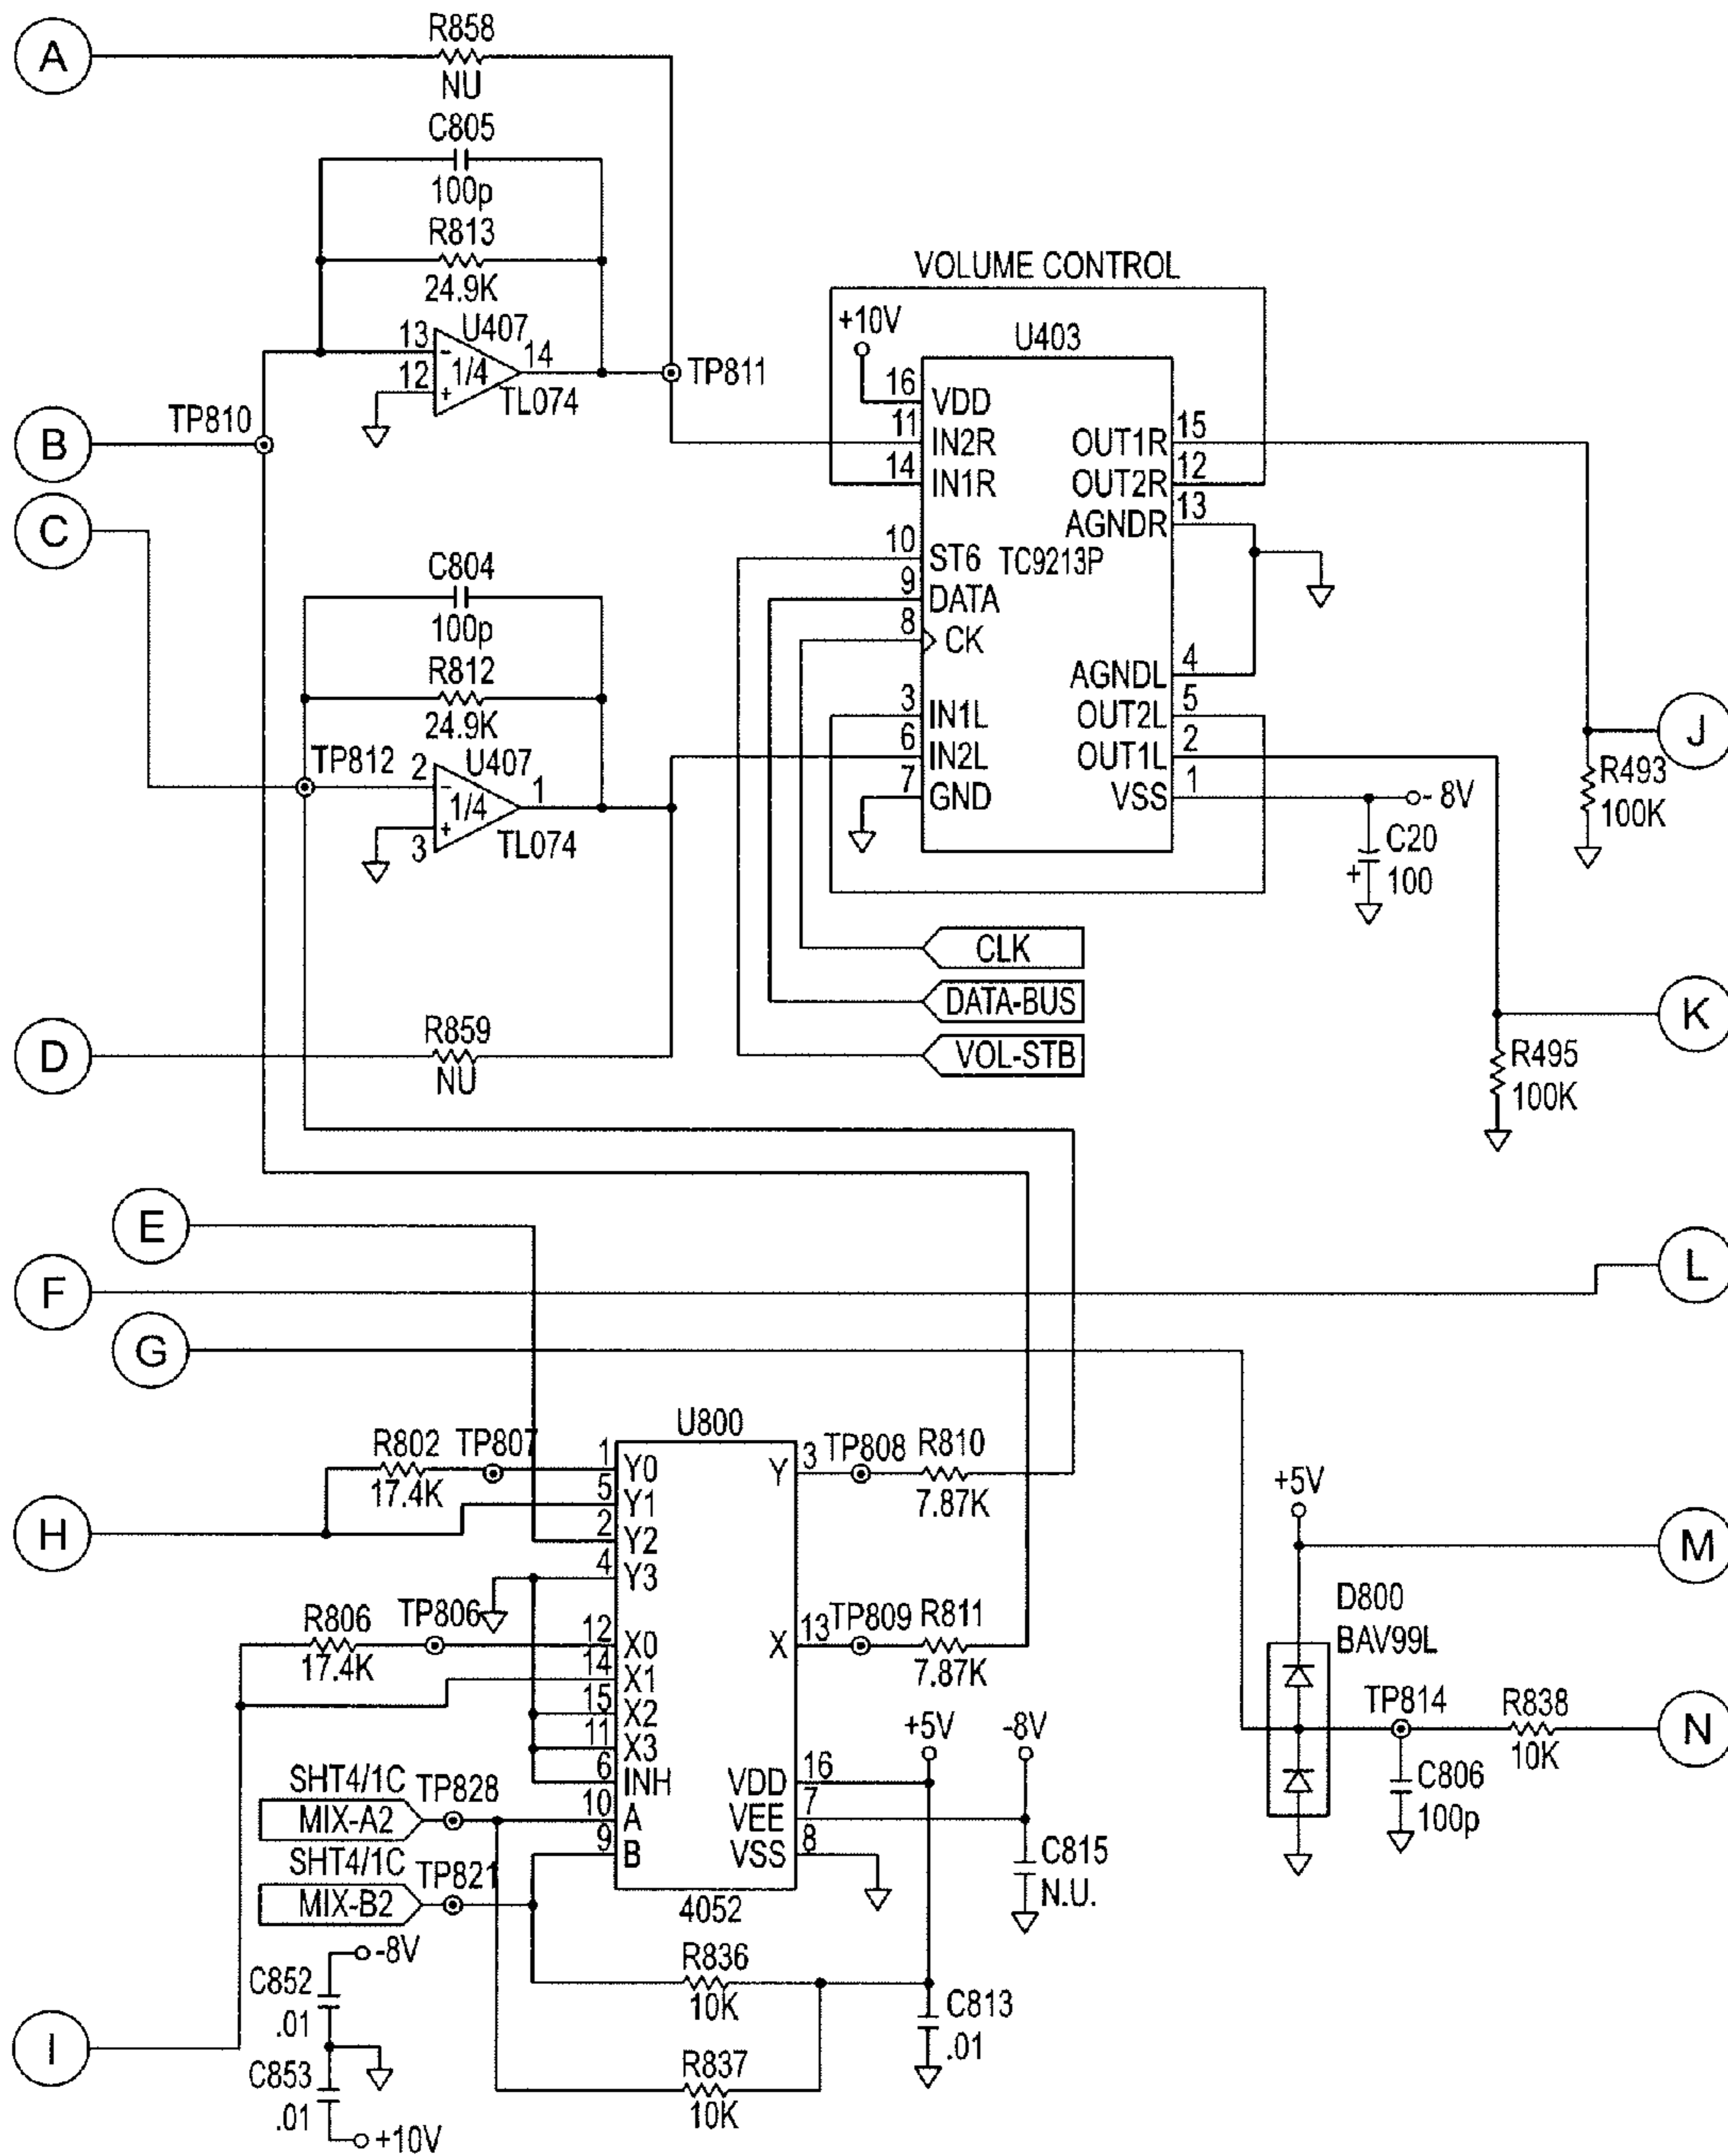 A
R858
NU
C805
100p
R813
24.9K
VOLUME CONTROL
13
U407
14
-
1/4
12
+
TL074
TP811
+10V
U403
16
VDD
11
IN2R
14
IN1R
10
ST6
TC9213P
9
DATA
8
CK
3
IN1L
6
IN2L
7
GND
OUT1R
15
OUT2R
12
AGNDR
13
AGNDL
4
OUT2L
5
OUT1L
2
VSS
1
-8V
C20
+
100
TP810
B
C
C804
100p
R812
24.9K
TP812
2
U407
1
-
1/4
+
3
TL074
J
R493
100K
CLK
DATA-BUS
VOL-STB
D
R859
NU
K
R495
100K
E
F
L
G
U800
R802
TP807
17.4K
H
1
Y0
5
Y1
2
Y2
4
Y3
R806
TP806
17.4K
12
X0
14
X1
15
X2
11
X3
6
INH
10
A
9
B
Y
3
TP808
R810
7.87K
X
13
TP809
R811
7.87K
VDD
16
VEE
7
VSS
8
4052
+5V
-8V
C815
N.U.
SHT4/1C
TP828
MIX-A2
SHT4/1C
TP821
MIX-B2
+5V
M
D800
BAV99L
TP814
R838
10K
N
C806
100p
-8V
C852
.01
I
C853
.01
+10V
R836
10K
R837
10K
C813
.01